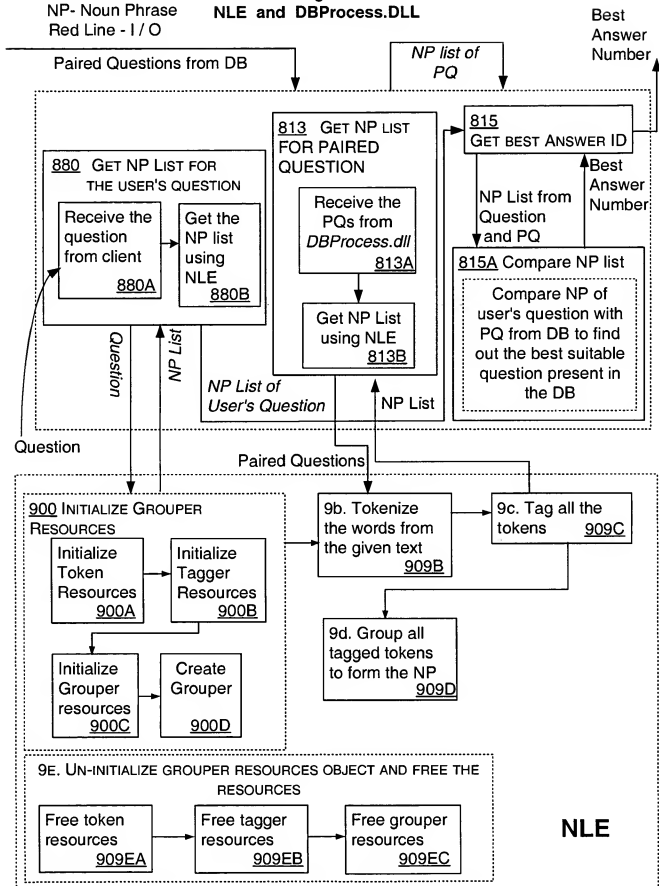 NP- Noun Phrase
Red Line - I / O
NLE and DBProcess.DLL
Best
Answer
Number
Paired Questions from DB
NP list of
PQ
880 GET NP LIST FOR
THE USER'S QUESTION
Receive the
question
from client
880A
Get the
NP list
using
NLE
880B
813 GET NP LIST
FOR PAIRED
QUESTION
Receive the
PQs from
DBProcess.dll
813A
Get NP List
using NLE
813B
815
GET BEST ANSWER ID
NP List from
Question
and PQ
Best
Answer
Number
815A Compare NP list
Compare NP of
user's question with
PQ from DB to find
out the best suitable
question present in
the DB
Question
NP List
NP List of
User's Question
NP List
Question
Paired Questions
900 INITIALIZE GROUPER
RESOURCES
Initialize
Token
Resources
900A
Initialize
Tagger
Resources
900B
Initialize
Grouper
resources
900C
Create
Grouper
900D
9b. Tokenize
the words from
the given text
909B
9c. Tag all the
tokens 909C
9d. Group all
tagged tokens
to form the NP
909D
9E. UN-INITIALIZE GROUPER RESOURCES OBJECT AND FREE THE
RESOURCES
Free token
resources
909EA
Free tagger
resources
909EB
Free grouper
resources
909EC
NLE